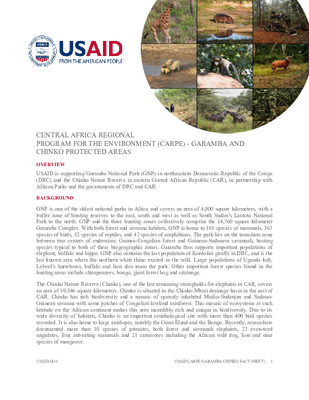 USAID
FROM THE AMERICAN PEOPLE
CENTRAL AFRICA REGIONAL
PROGRAM FOR THE ENVIRONMENT (CARPE) - GARAMBA AND
CHINKO PROTECTED AREAS
OVERVIEW
USAID is supporting Garamba National Park (GNP) in northeastern Democratic Republic of the Congo
(DRC) and the Chinko Nature Reserve in eastern Central African Republic (CAR), in partnership with
African Parks and the governments of DRC and CAR.
BACKGROUND
GNP is one of the oldest national parks in Africa and covers an area of 4,900 square kilometers, with a
buffer zone of hunting reserves to the east, south and west as well as South Sudan's Lantoto National
Park to the north. GNP and the three hunting zones collectively comprise the 14,760 square kilometer
Garamba Complex. With both forest and savanna habitats, GNP is home to 165 species of mammals, 363
species of birds, 82 species of reptiles, and 42 species of amphibians. The park lies on the transition zone
between two centers of endemism: Guinea-Congolian forest and Guinean-Sudanese savannah, hosting
species typical to both of these biogeographic zones. Garamba thus supports important populations of
elephant, buffalo and hippo. GNP also contains the last population of Kordofan giraffe in DRC, and is the
last known area where the northern white rhino existed in the wild. Large populations of Uganda kob,
Lelwel's hartebeest, buffalo and lion also roam the park. Other important forest species found in the
hunting areas include chimpanzees, bongo, giant forest hog and sitatunga.
The Chinko Nature Reserve (Chinko), one of the last remaining strongholds for elephants in CAR, covers
an area of 19,846 square kilometers. Chinko is situated in the Chinko-Mbari drainage basin in the east of
CAR. Chinko has rich biodiversity and a mosaic of sparsely inhabited Medio-Sudanian and Sudano-
Guinean savanna with some patches of Congolian lowland rainforest. This mosaic of ecosystems at such
latitude on the African continent makes this area incredibly rich and unique in biodiversity. Due to its
wide diversity of habitats, Chinko is an important ornithological site with more than 400 bird species
recorded. It is also home to large antelopes, notably the Giant Eland and the Bongo. Recently, researchers
documented more than 10 species of primates, both forest and savannah elephants, 23 even-toed
ungulates, four ant-eating mammals and 21 carnivores including the African wild dog, lion and nine
species of mongoose.
USAID.GOV
USAID/CARPE GARAMBA CHINKO FACT SHEET | 1